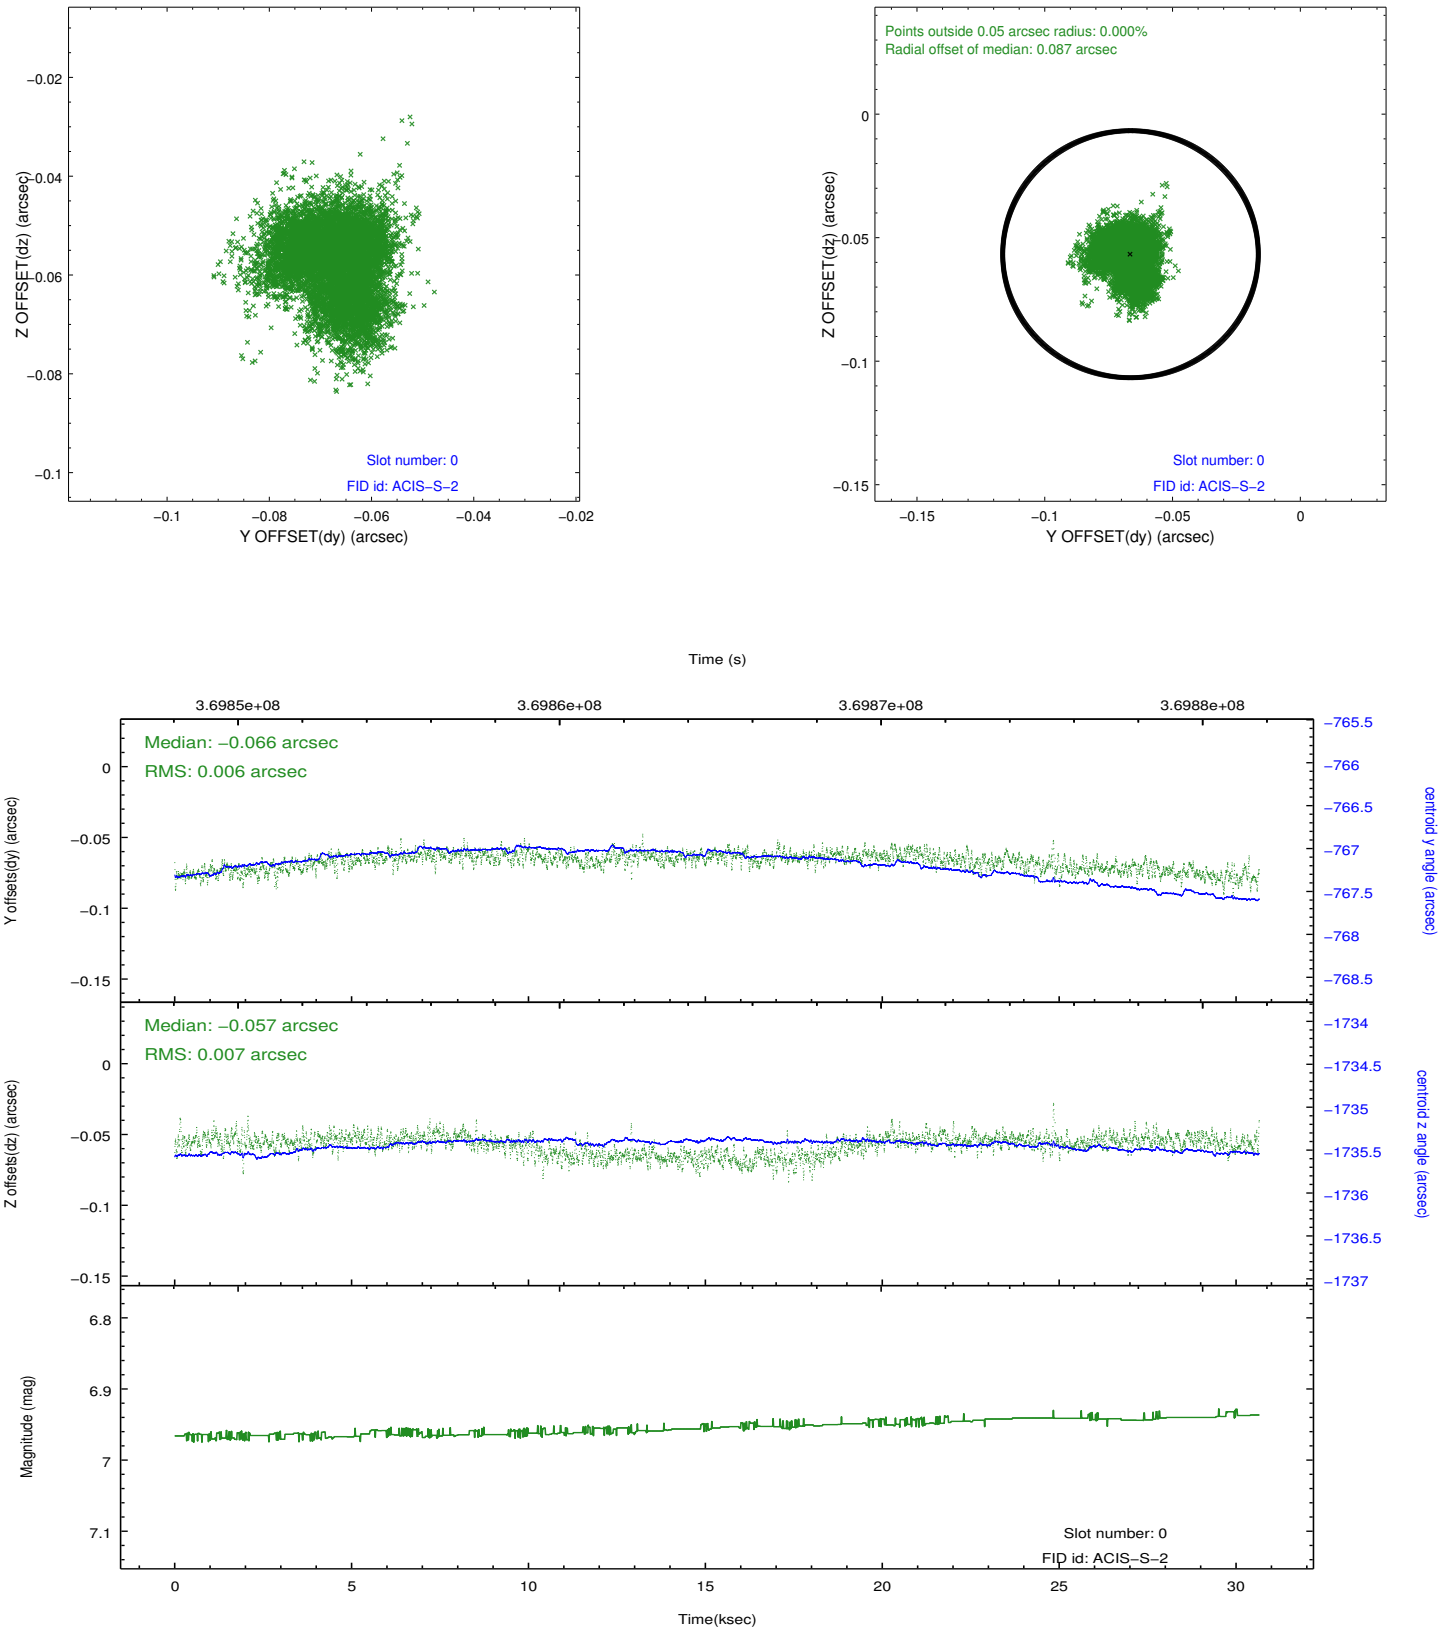 −0.02
−0.04
−0.06
−0.08
−0.1
Z OFFSET(dz) (arcsec)
Slot number: 0
FID id: ACIS−S−2
−0.1
−0.08
−0.06
−0.04
−0.02
Y OFFSET(dy) (arcsec)
Points outside 0.05 arcsec radius: 0.000%
Radial offset of median: 0.087 arcsec
0
−0.05
−0.1
−0.15
Z OFFSET(dz) (arcsec)
Slot number: 0
FID id: ACIS−S−2
−0.15
−0.1
−0.05
0
Y OFFSET(dy) (arcsec)
Time (s)
3.6985e+08
3.6986e+08
3.6987e+08
3.6988e+08
Median: −0.066 arcsec
RMS: 0.006 arcsec
0
−0.05
−0.1
−0.15
Y offsets(dy) (arcsec)
−765.5
−766
−766.5
−767
−767.5
−768
−768.5
centroid y angle (arcsec)
Median: −0.057 arcsec
RMS: 0.007 arcsec
0
−0.05
−0.1
−0.15
Z offsets(dz) (arcsec)
−1734
−1734.5
−1735
−1735.5
−1736
−1736.5
−1737
centroid z angle (arcsec)
6.8
6.9
7
7.1
Magnitude (mag)
Slot number: 0
FID id: ACIS−S−2
0
5
10
15
20
25
30
Time(ksec)